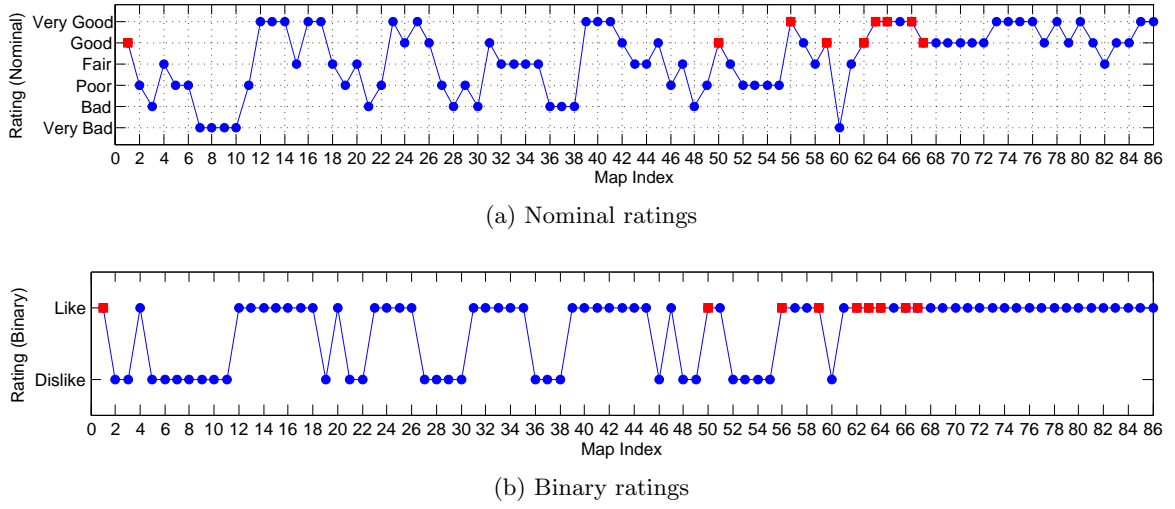 Rating (Nominal)
Very Good
Good
Fair
Poor
Bad
Very Bad
0 2 4 6 8 10 12 14 16 18 20 22 24 26 28 30 32 34 36 38 40 42 44 46 48 50 52 54 56 58 60 62 64 66 68 70 72 74 76 78 80 82 84 86
Map Index
(a) Nominal ratings
Rating (Binary)
Like
Dislike
0 2 4 6 8 10 12 14 16 18 20 22 24 26 28 30 32 34 36 38 40 42 44 46 48 50 52 54 56 58 60 62 64 66 68 70 72 74 76 78 80 82 84 86
Map Index
(b) Binary ratings